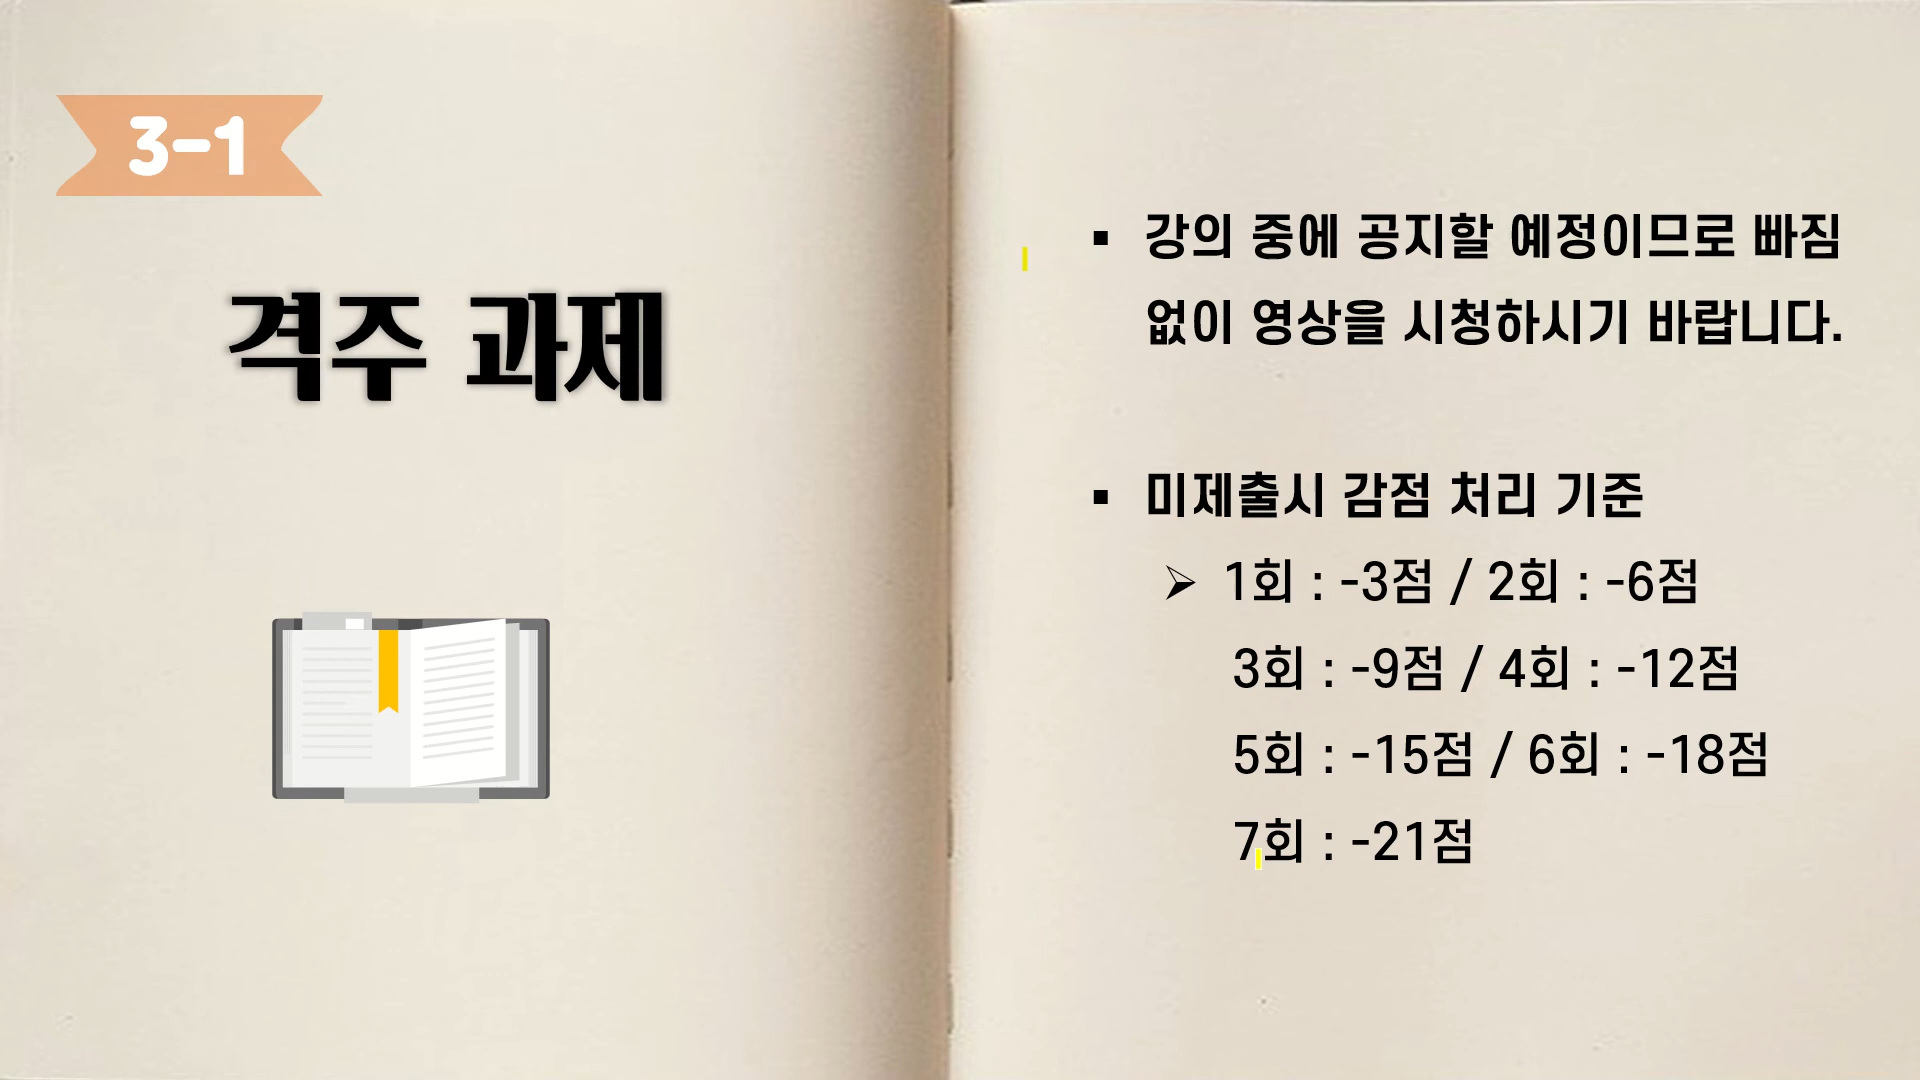 3-1
격주 과제
▪ 강의 중에 공지할 예정이므로 빠짐
없이 영상을 시청하시기 바랍니다.
▪ 미제출시 감점 처리 기준
➢ 1회 : -3점 / 2회 : -6점
3회 : -9점 / 4회 : -12점
5회 : -15점 / 6회 : -18점
7회 : -21점